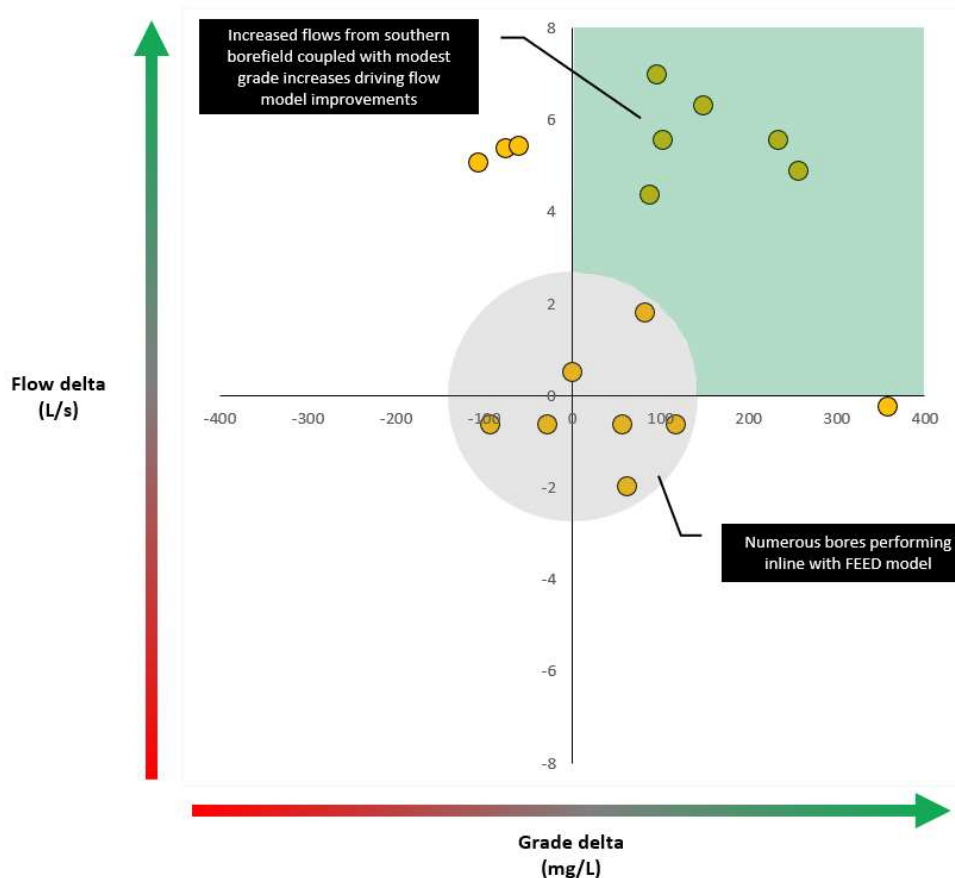 Increased flows from southern
borefield coupled with modest
grade increases driving flow
model improvements
8
6
4
2
0
-2
-4
-6
-8
-400
-300
-200
-100
0
100
200
300
400
Flow delta
(L/s)
Numerous bores performing
inline with FEED model
Grade delta
(mg/L)